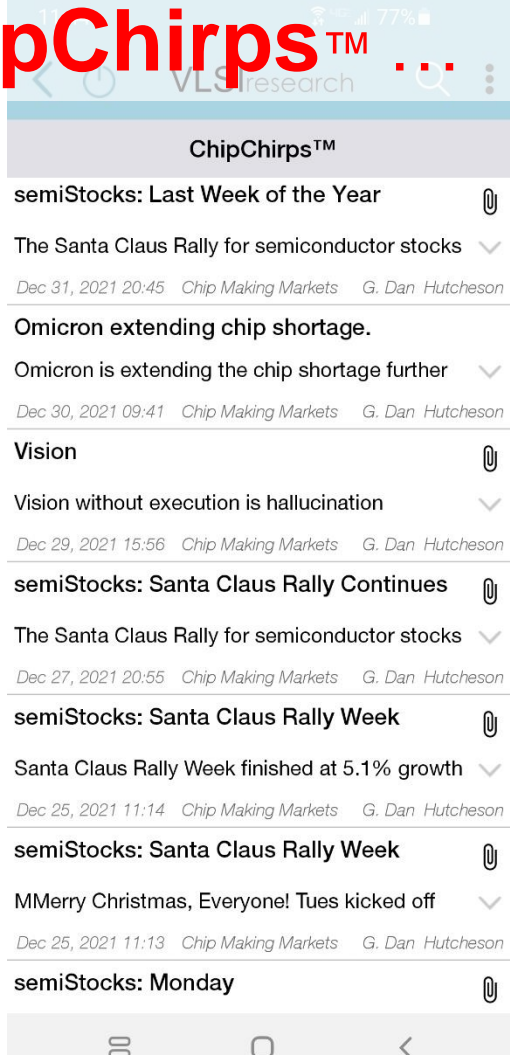 77%
pChirps™ ...
VLSIresearch
ChipChirps™
semiStocks: Last Week of the Year
The Santa Claus Rally for semiconductor stocks
Dec 31, 2021 20:45 Chip Making Markets G. Dan Hutcheson
Omicron extending chip shortage.
Omicron is extending the chip shortage further
Dec 30, 2021 09:41 Chip Making Markets G. Dan Hutcheson
Vision
Vision without execution is hallucination
Dec 29, 2021 15:56 Chip Making Markets G. Dan Hutcheson
semiStocks: Santa Claus Rally Continues
The Santa Claus Rally for semiconductor stocks
Dec 27, 2021 20:55 Chip Making Markets G. Dan Hutcheson
semiStocks: Santa Claus Rally Week
Santa Claus Rally Week finished at 5.1% growth
Dec 25, 2021 11:14 Chip Making Markets G. Dan Hutcheson
semiStocks: Santa Claus Rally Week
MMerry Christmas, Everyone! Tues kicked off
Dec 25, 2021 11:13 Chip Making Markets G. Dan Hutcheson
semiStocks: Monday